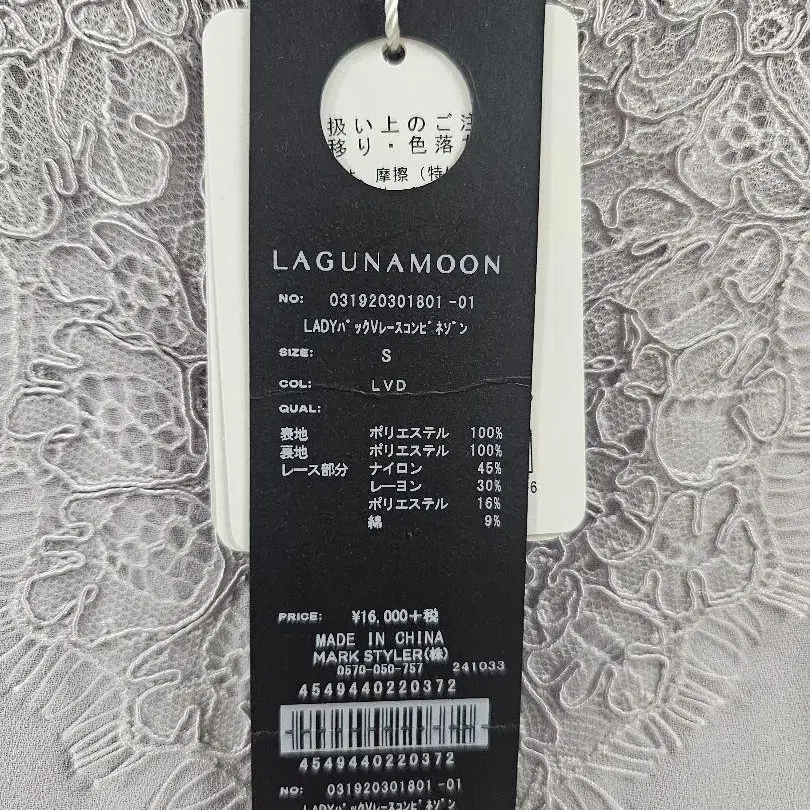 扱い上のご注
移り・色落
摩擦（特
LAGUNAMOON
NO: 031920301801-01
LADYﾊﾞｯｸVﾚｰｽｺﾝﾋﾞﾈｿﾞﾝ
SIZE: S
COL: LVD
QUAL:
表地 ポリエステル 100%
裏地 ポリエステル 100%
レース部分 ナイロン 45%
レーヨン 30%
ポリエステル 16%
綿 9%
6
PRICE: ¥16,000+税
MADE IN CHINA
MARK STYLER(株)
0570-050-757 241033
4549440220372
4549440220372
NO: 031920301801-01
LADYﾊﾞｯｸVﾚｰｽｺﾝﾋﾞﾈｿﾞﾝ